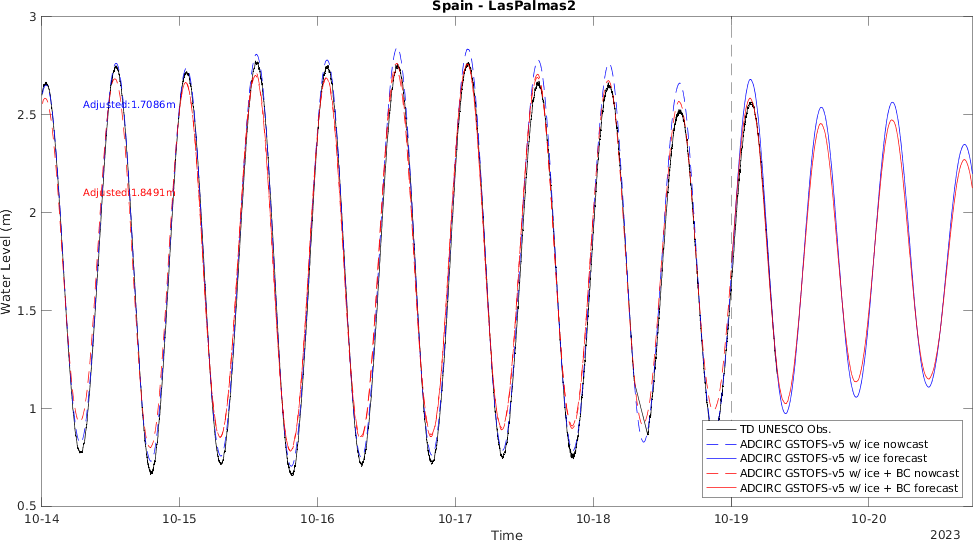 Spain - LasPalmas2
3
2.5
2
1.5
1
0.5
Water Level (m)
Adjusted:1.7086m
Adjusted:1.8491m
TD UNESCO Obs.
ADCIRC GSTOFS-v5 w/ ice nowcast
ADCIRC GSTOFS-v5 w/ ice forecast
ADCIRC GSTOFS-v5 w/ ice + BC nowcast
ADCIRC GSTOFS-v5 w/ ice + BC forecast
10-14 10-15 10-16 10-17 10-18 10-19 10-20
Time
2023